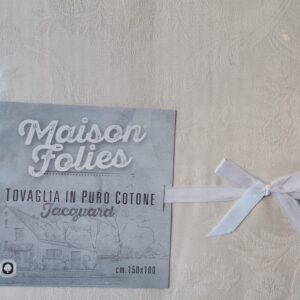 Maison
Folies
TOVAGLIA IN PURO COTONE
Jacquard
cm. 150x180